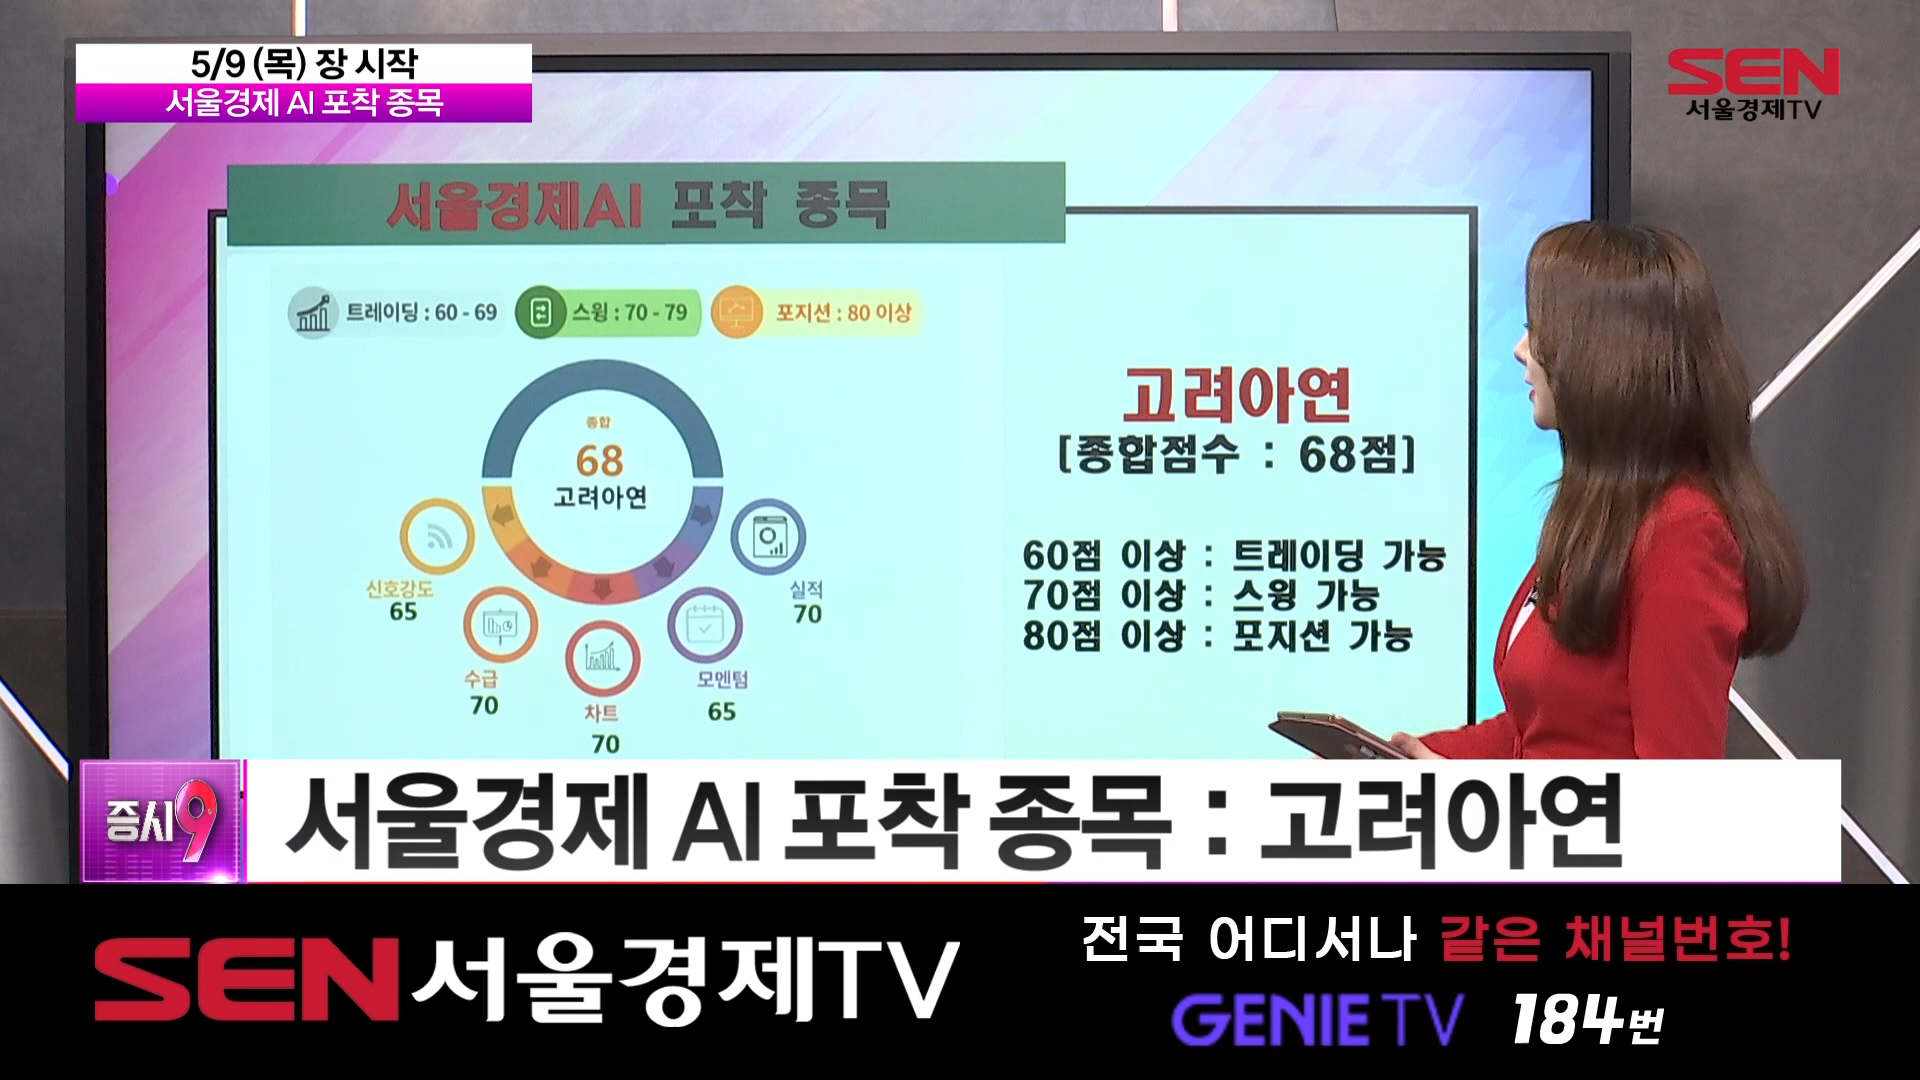 5/9 (목) 장 시작
서울경제 AI 포착 종목
SEN
서울경제TV
서울경제AI 포착 종목
트레이딩 : 60 - 69
스윙 : 70 - 79
포지션 : 80 이상
종합
68
고려아연
신호강도
65
수급
70
차트
70
모멘텀
65
실적
70
고려아연
[종합점수 : 68점]
60점 이상 : 트레이딩 가능
70점 이상 : 스윙 가능
80점 이상 : 포지션 가능
증시9
서울경제 AI 포착 종목 : 고려아연
SEN서울경제TV
전국 어디서나 같은 채널번호!
GENIE TV 184번